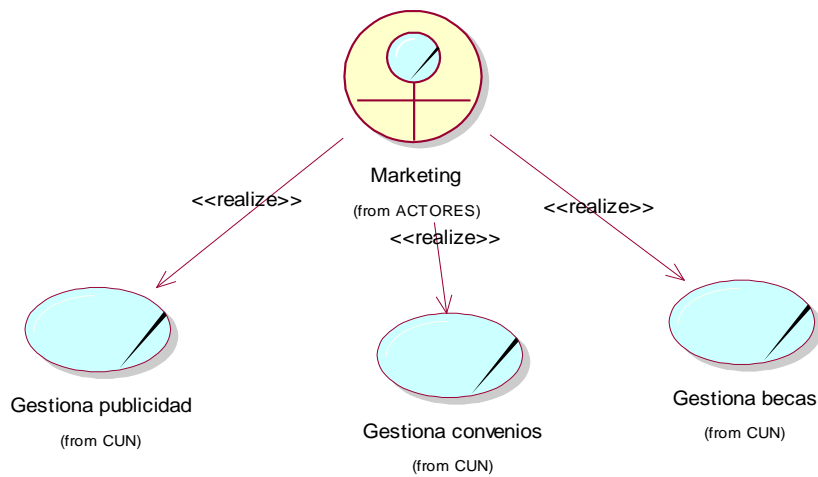 Marketing
(from ACTORES)
<<realize>>
<<realize>>
<<realize>>
Gestiona publicidad
(from CUN)
Gestiona convenios
(from CUN)
Gestiona becas
(from CUN)